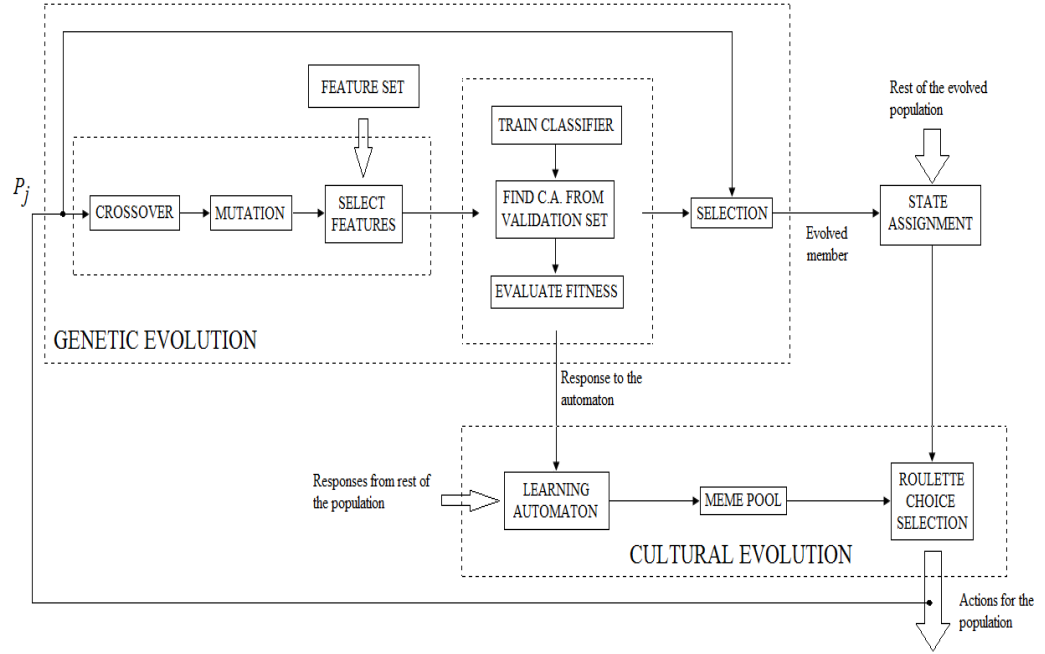 FEATURE SET
TRAIN CLASSIFIER
Rest of the evolved
population
P_j
CROSSOVER
MUTATION
SELECT
FEATURES
FIND C.A. FROM
VALIDATION SET
SELECTION
Evolved
member
STATE
ASSIGNMENT
EVALUATE FITNESS
GENETIC EVOLUTION
Response to the
automaton
Responses from rest of
the population
LEARNING
AUTOMATON
MEME POOL
ROULETTE
CHOICE
SELECTION
CULTURAL EVOLUTION
Actions for the
population